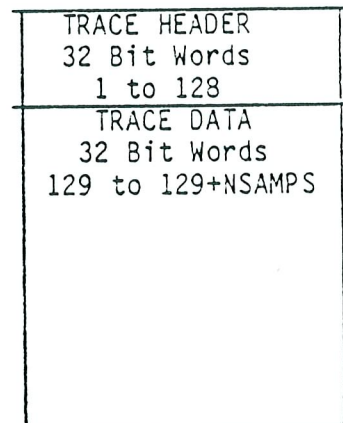 TRACE HEADER
32 Bit Words
1 to 128
TRACE DATA
32 Bit Words
129 to 129+NSAMPS